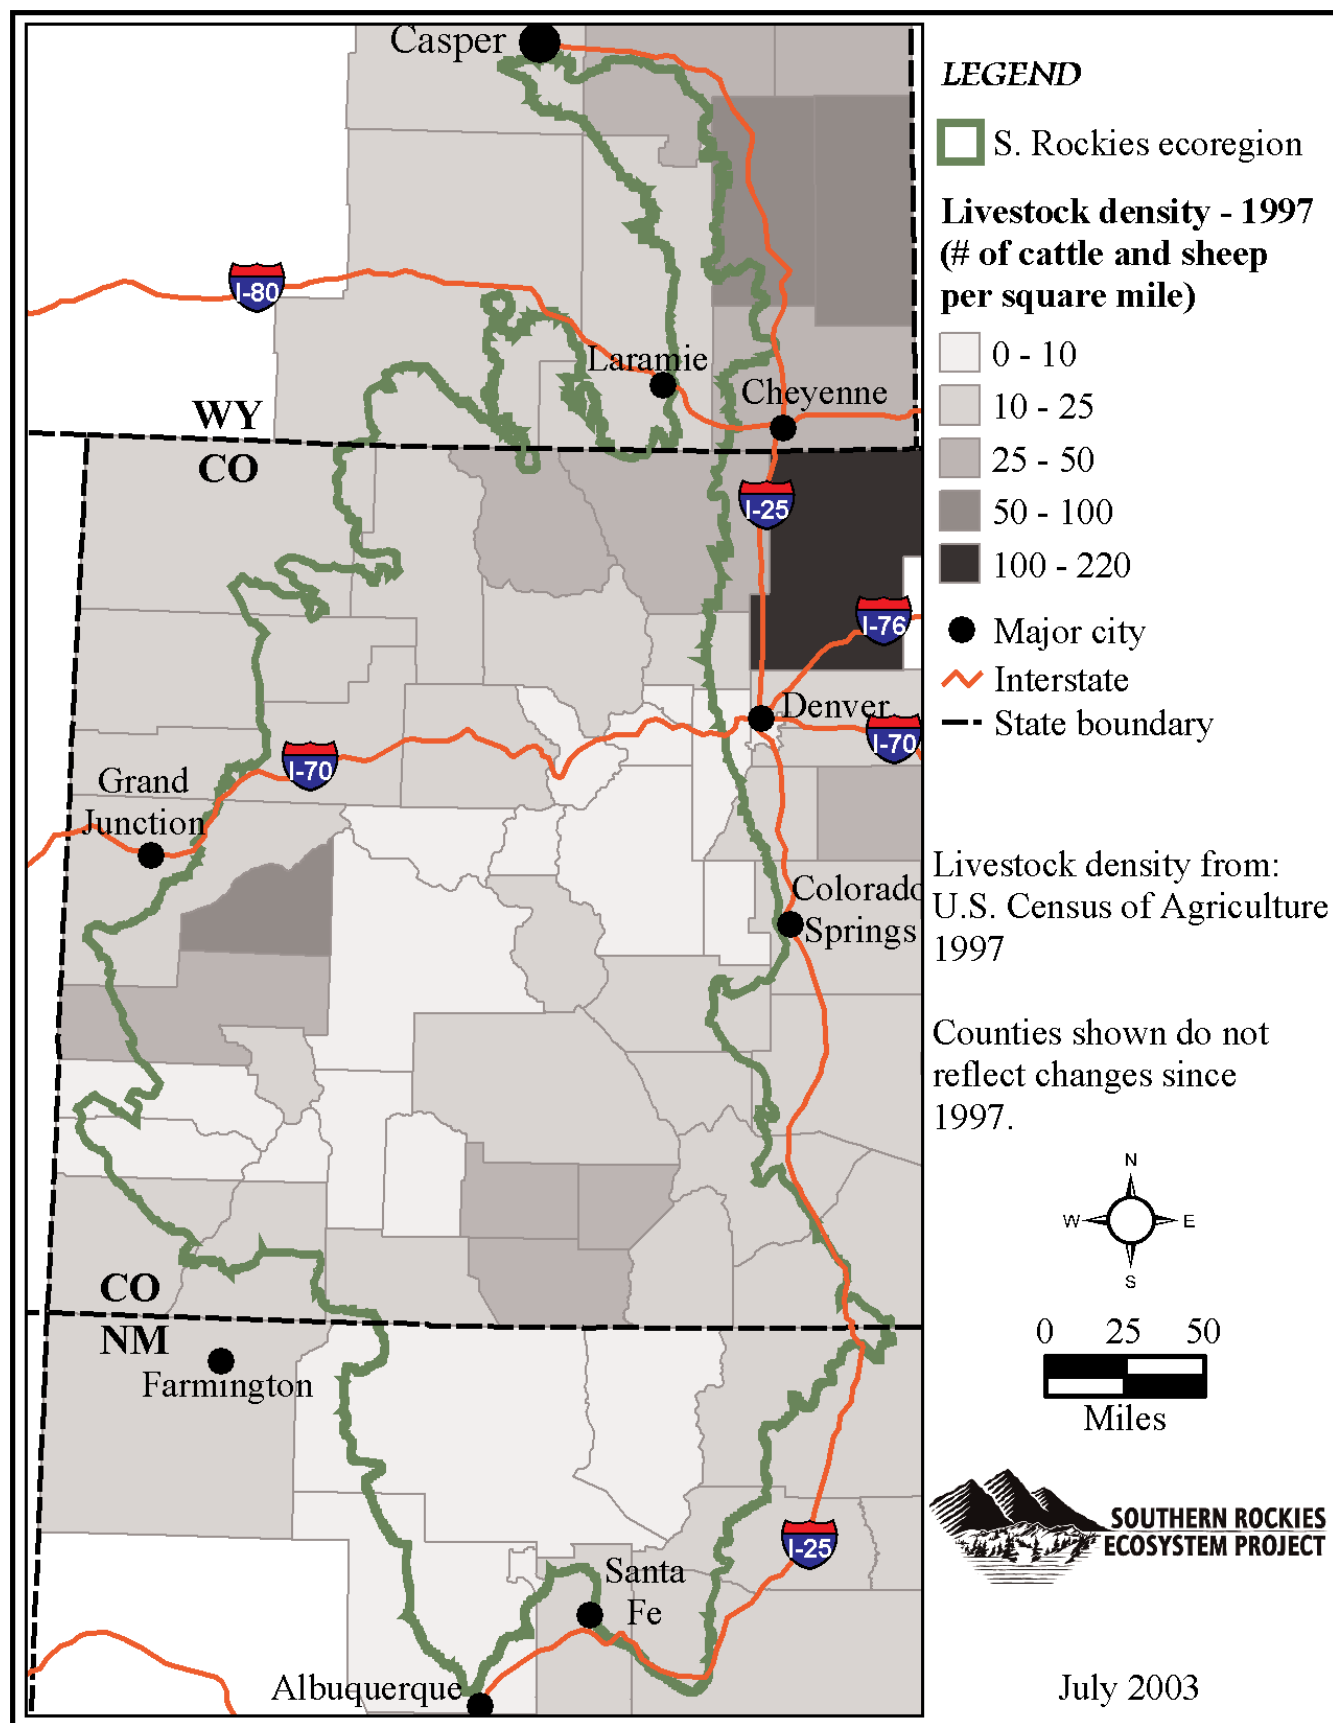 Casper
I-80
Laramie
Cheyenne
WY
CO
I-25
I-76
Denver
I-70
I-70
Grand
Junction
Colorado
Springs
CO
NM
Farmington
I-25
Santa
Fe
Albuquerque
LEGEND
S. Rockies ecoregion
Livestock density - 1997
(# of cattle and sheep
per square mile)
0 - 10
10 - 25
25 - 50
50 - 100
100 - 220
Major city
Interstate
State boundary
Livestock density from:
U.S. Census of Agriculture
1997
Counties shown do not
reflect changes since
1997.
N
W E
S
0 25 50
Miles
SOUTHERN ROCKIES
ECOSYSTEM PROJECT
July 2003